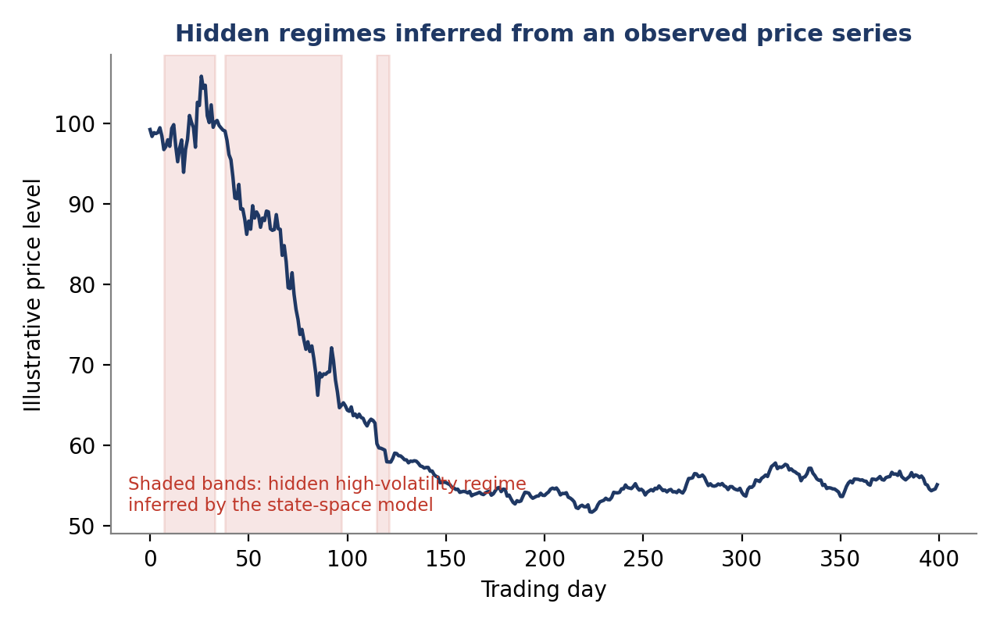 Hidden regimes inferred from an observed price series
Illustrative price level
100
90
80
70
60
50
Shaded bands: hidden high-volatility regime
inferred by the state-space model
0 50 100 150 200 250 300 350 400
Trading day